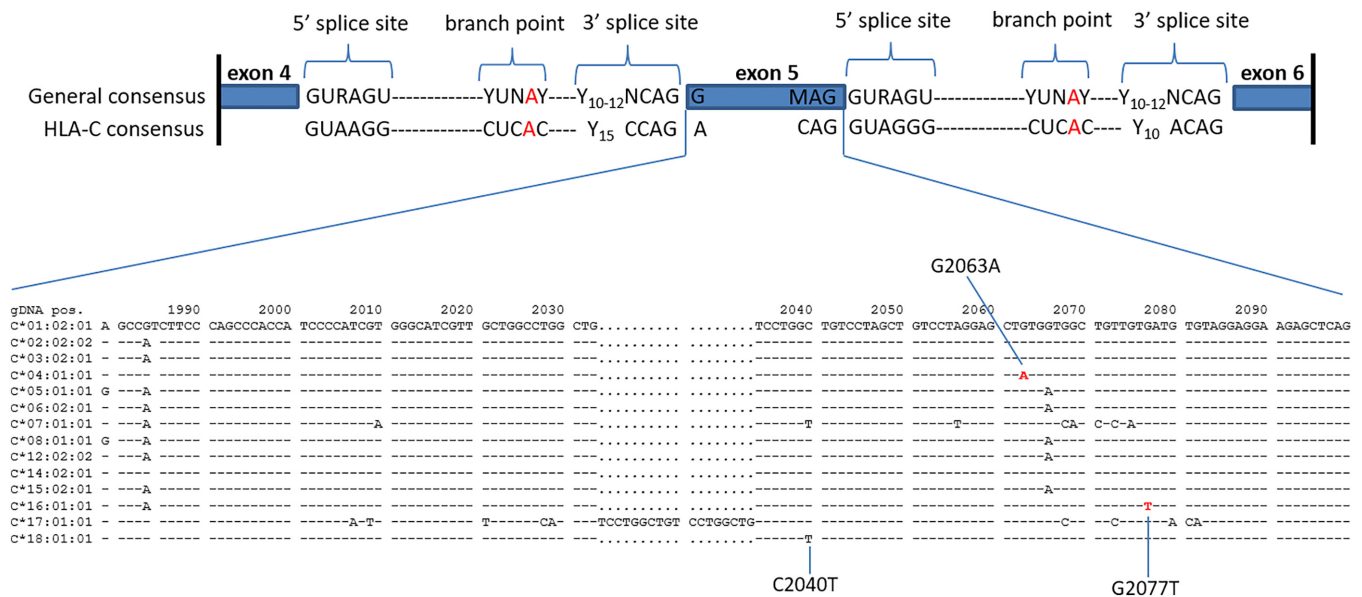 5’ splice site branch point 3’ splice site 5’ splice site branch point 3’ splice site
exon 4 exon 5 exon 6
General consensus GURAGU------------YUNAY---Y10-12NCAG G MAG GURAGU------------YUNAY---Y10-12NCAG
HLA-C consensus GUAAGG------------CUCAC---- Y15 CCAG A CAG GUAGGG------------CUCAC---- Y10 ACAG
G2063A
gDNA pos. 1990 2000 2010 2020 2030 2040 2050 2060 2070 2080 2090
C*01:02:01 A GCCGTCTTCC CAGCCCACCA TCCCCATCGT GGGCATCGTT GCTGGCCTGG CTG.......... ........TCCTGGC TGTCCTAGCT GTCCTAGGAG CTGTGGTGGC TGTTGTGATG TGTAGGAGGA AGAGCTCAG
C*02:02:02 - ---A------ ---------- ---------- ---------- ---------- ---.......... ........------- ---------- ---------- ---------- ---------- ---------- ---------
C*03:02:01 - ---A------ ---------- ---------- ---------- ---------- ---.......... ........------- ---------- ---------- ---------- ---------- ---------- ---------
C*04:01:01 - ---------- ---------- ---------- ---------- ---------- ---.......... ........------- ---------- ---------- --A------- ---------- ---------- ---------
C*05:01:01 G ---A------ ---------- ---------- ---------- ---------- ---.......... ........------- ---------- ---------- -----A---- ---------- ---------- ---------
C*06:02:01 - ---A------ ---------- ---------- ---------- ---------- ---.......... ........------- ---------- ---------- -----A---- ---------- ---------- ---------
C*07:01:01 - ---A------ ---------- ---------A ---------- ---------- ---.......... ........------T ---------- -----T---- -------CA- C-C-A----- ---------- ---------
C*08:01:01 G ---A------ ---------- ---------- ---------- ---------- ---.......... ........------- ---------- ---------- -----A---- ---------- ---------- ---------
C*12:02:02 - ---A------ ---------- ---------- ---------- ---------- ---.......... ........------- ---------- ---------- -----A---- ---------- ---------- ---------
C*14:02:01 - ---------- ---------- ---------- ---------- ---------- ---.......... ........------- ---------- ---------- ---------- ---------- ---------- ---------
C*15:02:01 - ---A------ ---------- ---------- ---------- ---------- ---.......... ........------- ---------- ---------- -----A---- ---------- ---------- ---------
C*16:01:01 - ---A------ ---------- ---------- ---------- ---------- ---.......... ........------- ---------- ---------- ---------- ------T--- ---------- ---------
C*17:01:01 - ---------- ---------- ------A-T- ---------- T------CA- ---TCCTGGCTGT CCTGGCTG------- ---------- ---------- -------C-- --C------A CA-------- ---------
C*18:01:01 - ---------- ---------- ---------- ---------- ---------- ---.......... ........------T ---------- ---------- ---------- ---------- ---------- ---------
C2040T G2077T